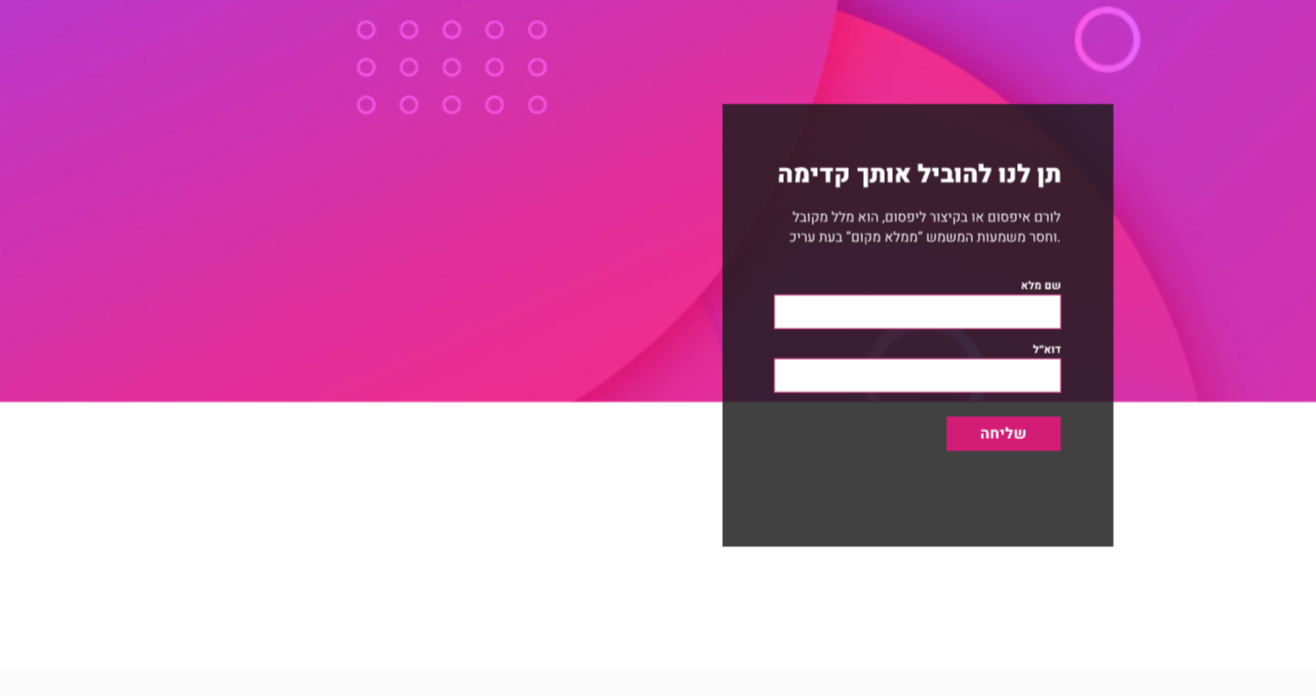 תן לנו להוביל אותך קדימה
לורם איפסום או בקיצור ליפסום, הוא מלל מקובל
.וחסר משמעות המשמש "ממלא מקום" בעת עריכ
שם מלא
דוא"ל
שליחה